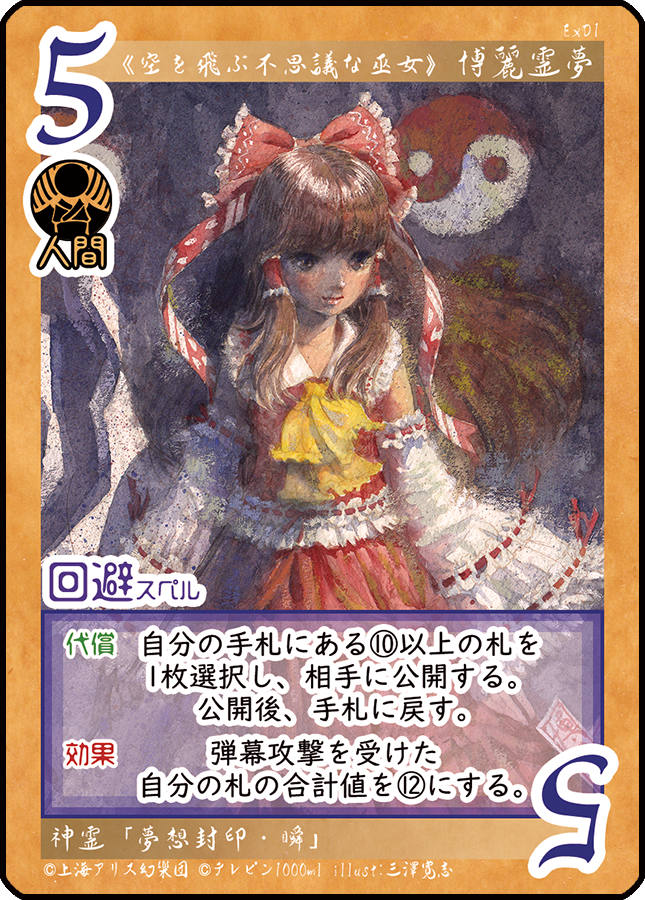 Ex01
5
《空を飛ぶ不思議な巫女》 博麗霊夢
人間
回避スペル
代償 自分の手札にある⑩以上の札を
1枚選択し、相手に公開する。
公開後、手札に戻す。
効果 弾幕攻撃を受けた
自分の札の合計値を⑫にする。
5
神霊「夢想封印・瞬」
©上海アリス幻樂団 ©テレピン1000ml illust:三澤寛志